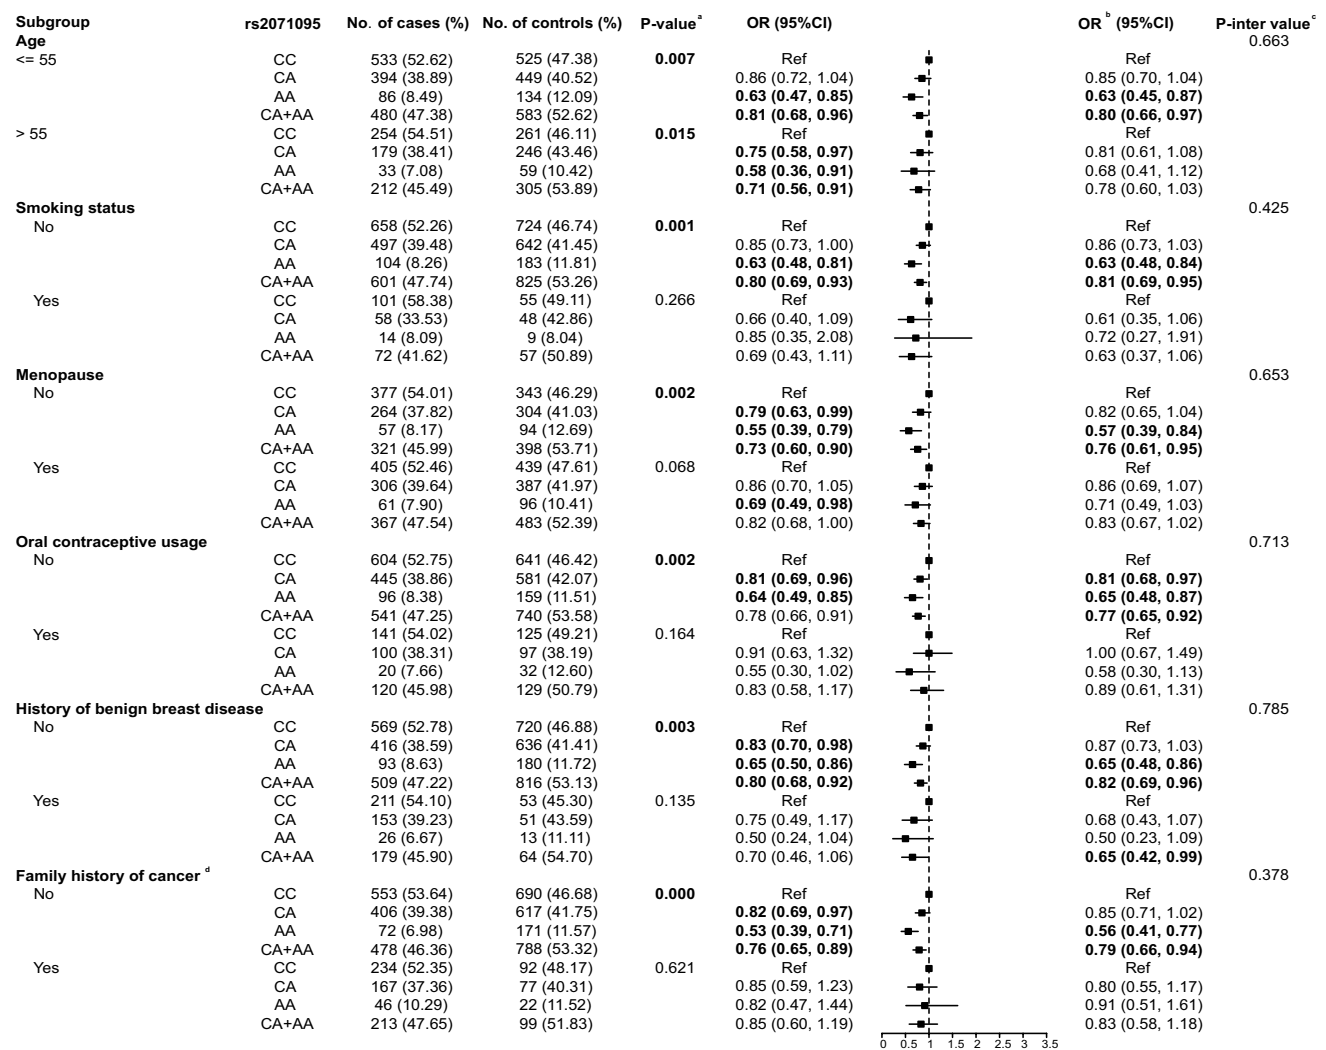 Subgroup rs2071095 No. of cases (%) No. of controls (%) P-value a OR (95%CI) OR b (95%CI) P-inter value c
Age 0.663
<= 55 CC 533 (52.62) 525 (47.38) 0.007 Ref Ref
CA 394 (38.89) 449 (40.52) 0.86 (0.72, 1.04) 0.85 (0.70, 1.04)
AA 86 (8.49) 134 (12.09) 0.63 (0.47, 0.85) 0.63 (0.45, 0.87)
CA+AA 480 (47.38) 583 (52.62) 0.81 (0.68, 0.96) 0.80 (0.66, 0.97)
> 55 CC 254 (54.51) 261 (46.11) 0.015 Ref Ref
CA 179 (38.41) 246 (43.46) 0.75 (0.58, 0.97) 0.81 (0.61, 1.08)
AA 33 (7.08) 59 (10.42) 0.58 (0.36, 0.91) 0.68 (0.41, 1.12)
CA+AA 212 (45.49) 305 (53.89) 0.71 (0.56, 0.91) 0.78 (0.60, 1.03)
Smoking status 0.425
No CC 658 (52.26) 724 (46.74) 0.001 Ref Ref
CA 497 (39.48) 642 (41.45) 0.85 (0.73, 1.00) 0.86 (0.73, 1.03)
AA 104 (8.26) 183 (11.81) 0.63 (0.48, 0.81) 0.63 (0.48, 0.84)
CA+AA 601 (47.74) 825 (53.26) 0.80 (0.69, 0.93) 0.81 (0.69, 0.95)
Yes CC 101 (58.38) 55 (49.11) 0.266 Ref Ref
CA 58 (33.53) 48 (42.86) 0.66 (0.40, 1.09) 0.61 (0.35, 1.06)
AA 14 (8.09) 9 (8.04) 0.85 (0.35, 2.08) 0.72 (0.27, 1.91)
CA+AA 72 (41.62) 57 (50.89) 0.69 (0.43, 1.11) 0.63 (0.37, 1.06)
Menopause 0.653
No CC 377 (54.01) 343 (46.29) 0.002 Ref Ref
CA 264 (37.82) 304 (41.03) 0.79 (0.63, 0.99) 0.82 (0.65, 1.04)
AA 57 (8.17) 94 (12.69) 0.55 (0.39, 0.79) 0.57 (0.39, 0.84)
CA+AA 321 (45.99) 398 (53.71) 0.73 (0.60, 0.90) 0.76 (0.61, 0.95)
Yes CC 405 (52.46) 439 (47.61) 0.068 Ref Ref
CA 306 (39.64) 387 (41.97) 0.86 (0.70, 1.05) 0.86 (0.69, 1.07)
AA 61 (7.90) 96 (10.41) 0.69 (0.49, 0.98) 0.71 (0.49, 1.03)
CA+AA 367 (47.54) 483 (52.39) 0.82 (0.68, 1.00) 0.83 (0.67, 1.02)
Oral contraceptive usage 0.713
No CC 604 (52.75) 641 (46.42) 0.002 Ref Ref
CA 445 (38.86) 581 (42.07) 0.81 (0.69, 0.96) 0.81 (0.68, 0.97)
AA 96 (8.38) 159 (11.51) 0.64 (0.49, 0.85) 0.65 (0.48, 0.87)
CA+AA 541 (47.25) 740 (53.58) 0.78 (0.66, 0.91) 0.77 (0.65, 0.92)
Yes CC 141 (54.02) 125 (49.21) 0.164 Ref Ref
CA 100 (38.31) 97 (38.19) 0.91 (0.63, 1.32) 1.00 (0.67, 1.49)
AA 20 (7.66) 32 (12.60) 0.55 (0.30, 1.02) 0.58 (0.30, 1.13)
CA+AA 120 (45.98) 129 (50.79) 0.83 (0.58, 1.17) 0.89 (0.61, 1.31)
History of benign breast disease 0.785
No CC 569 (52.78) 720 (46.88) 0.003 Ref Ref
CA 416 (38.59) 636 (41.41) 0.83 (0.70, 0.98) 0.87 (0.73, 1.03)
AA 93 (8.63) 180 (11.72) 0.65 (0.50, 0.86) 0.65 (0.48, 0.86)
CA+AA 509 (47.22) 816 (53.13) 0.80 (0.68, 0.92) 0.82 (0.69, 0.96)
Yes CC 211 (54.10) 53 (45.30) 0.135 Ref Ref
CA 153 (39.23) 51 (43.59) 0.75 (0.49, 1.17) 0.68 (0.43, 1.07)
AA 26 (6.67) 13 (11.11) 0.50 (0.24, 1.04) 0.50 (0.23, 1.09)
CA+AA 179 (45.90) 64 (54.70) 0.70 (0.46, 1.06) 0.65 (0.42, 0.99)
Family history of cancer d 0.378
No CC 553 (53.64) 690 (46.68) 0.000 Ref Ref
CA 406 (39.38) 617 (41.75) 0.82 (0.69, 0.97) 0.85 (0.71, 1.02)
AA 72 (6.98) 171 (11.57) 0.53 (0.39, 0.71) 0.56 (0.41, 0.77)
CA+AA 478 (46.36) 788 (53.32) 0.76 (0.65, 0.89) 0.79 (0.66, 0.94)
Yes CC 234 (52.35) 92 (48.17) 0.621 Ref Ref
CA 167 (37.36) 77 (40.31) 0.85 (0.59, 1.23) 0.80 (0.55, 1.17)
AA 46 (10.29) 22 (11.52) 0.82 (0.47, 1.44) 0.91 (0.51, 1.61)
CA+AA 213 (47.65) 99 (51.83) 0.85 (0.60, 1.19) 0.83 (0.58, 1.18)
0 0.5 1 1.5 2 2.5 3 3.5